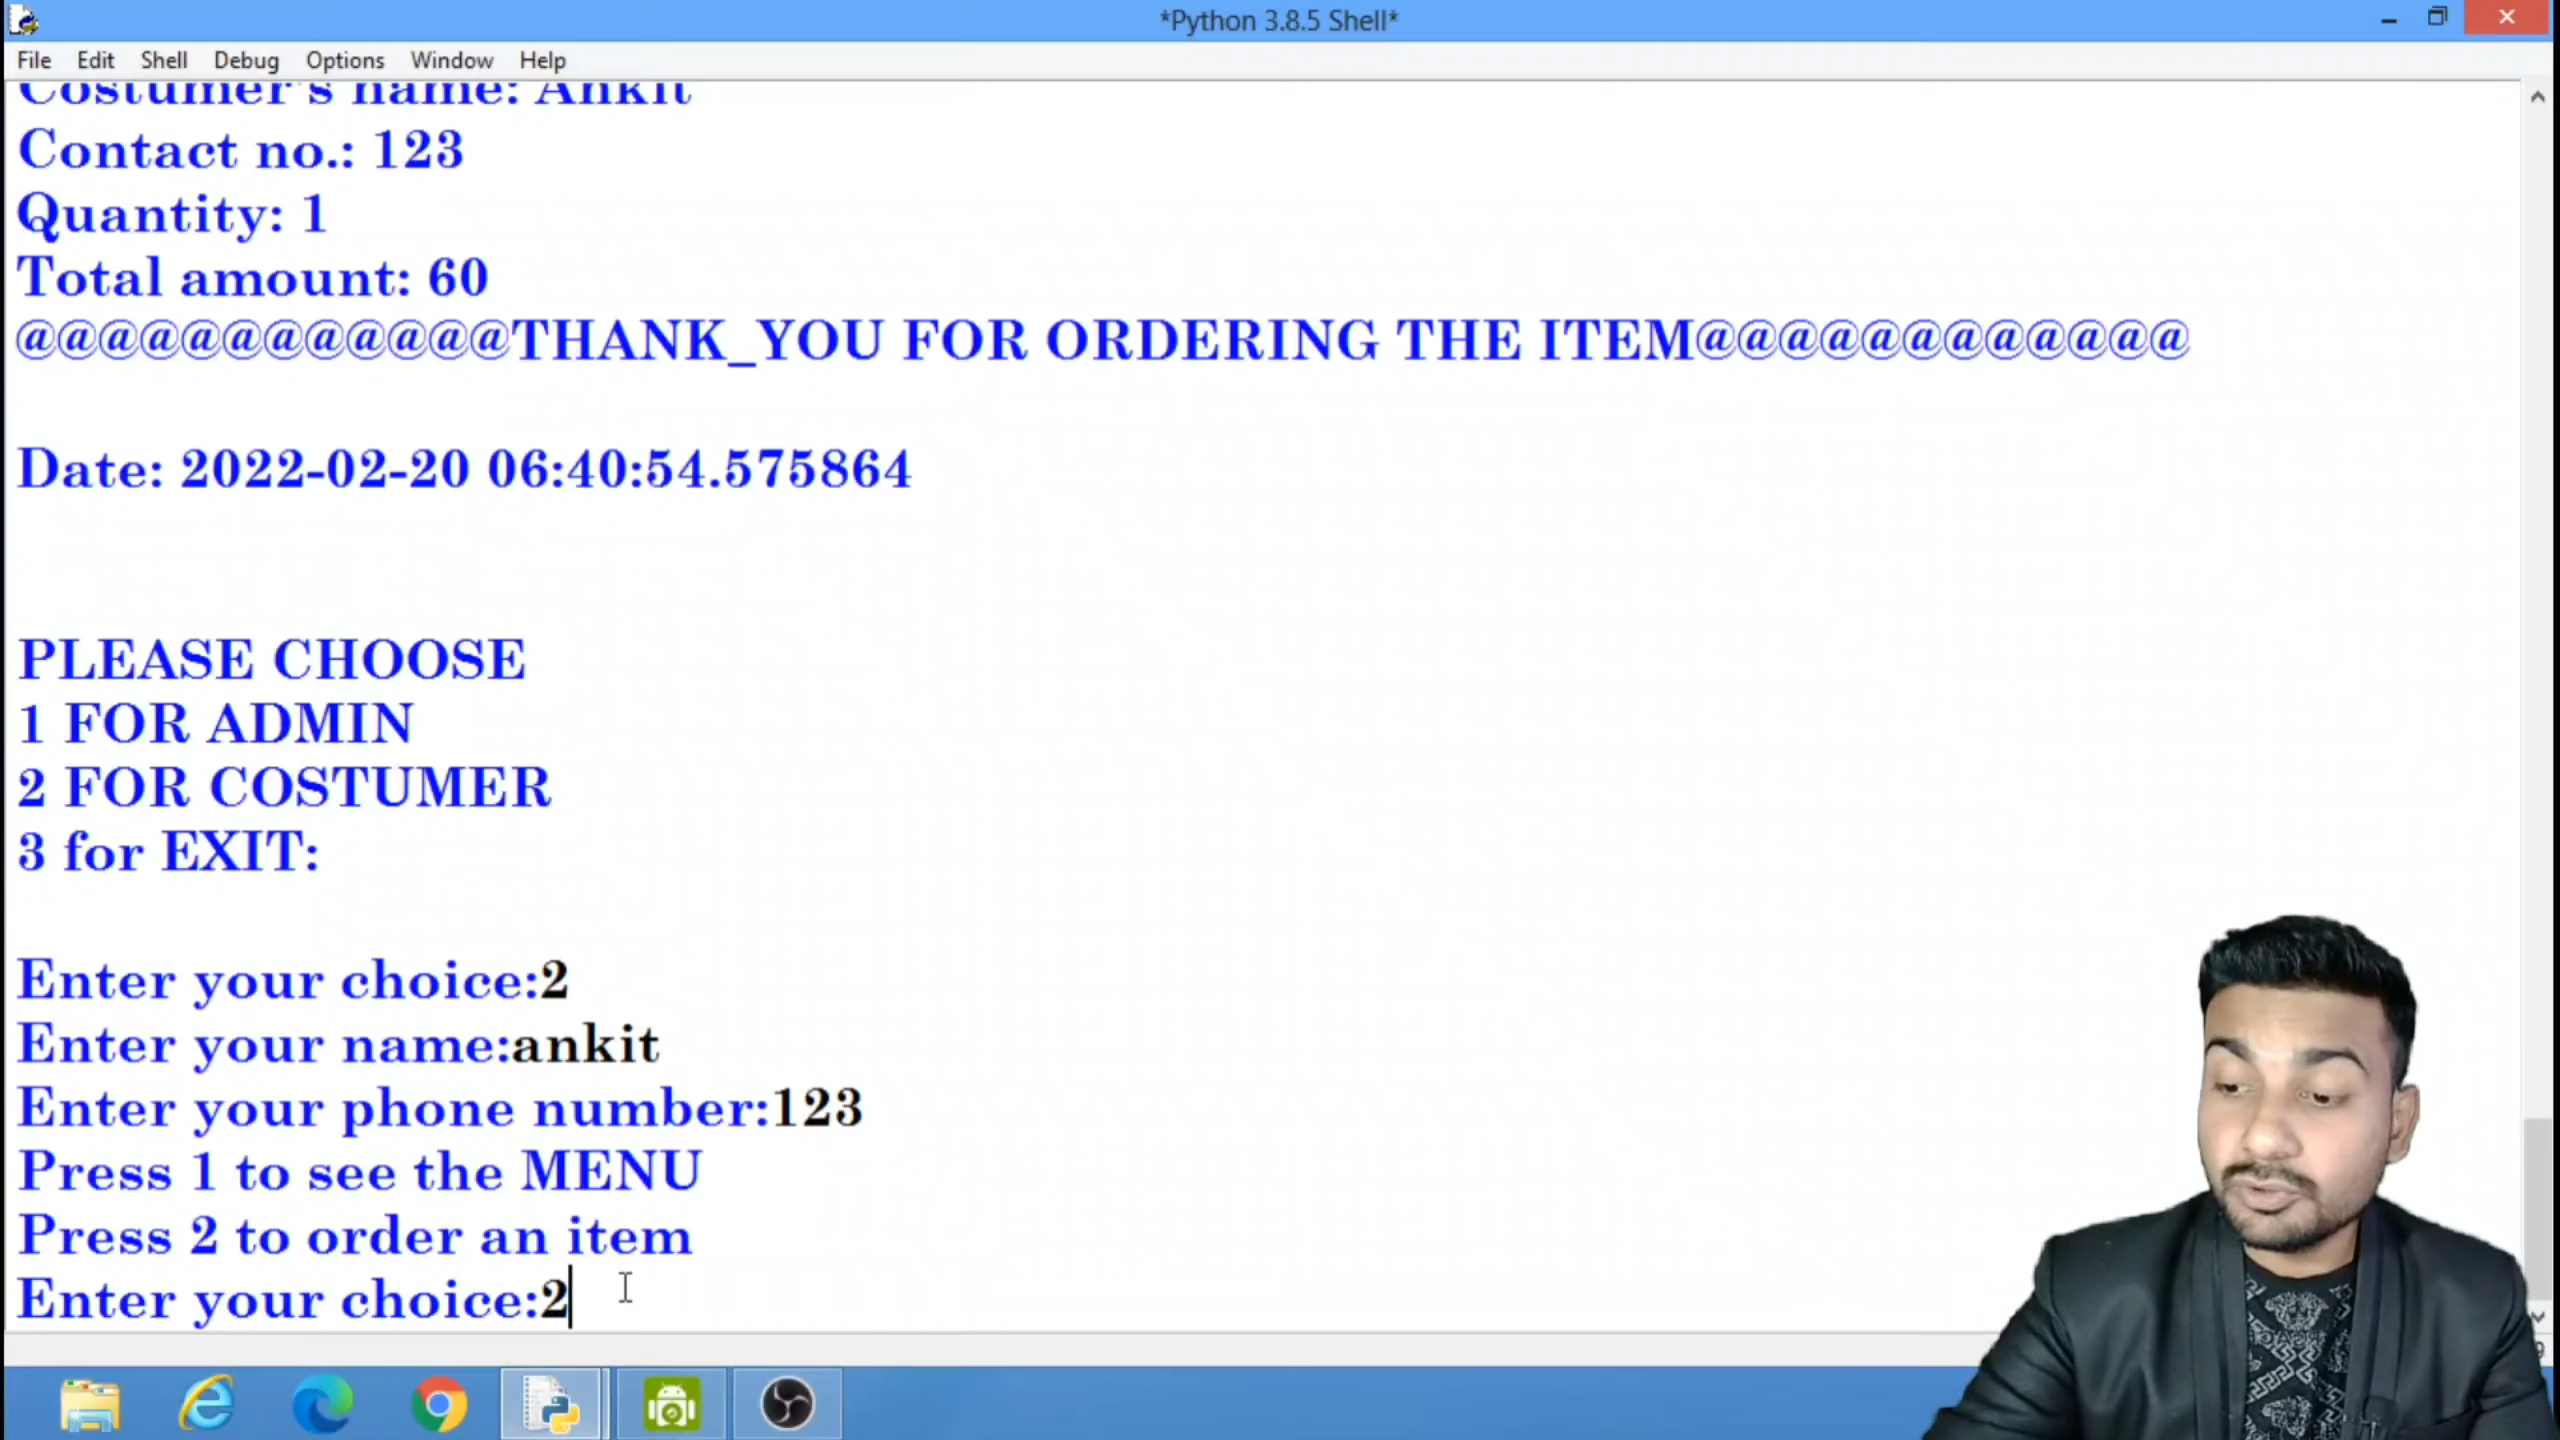 *Python 3.8.5 Shell*
File Edit Shell Debug Options Window Help
Costumer's name: Ankit
Contact no.: 123
Quantity: 1
Total amount: 60
@@@@@@@@@@@@THANK_YOU FOR ORDERING THE ITEM@@@@@@@@@@@@
Date: 2022-02-20 06:40:54.575864
PLEASE CHOOSE
1 FOR ADMIN
2 FOR COSTUMER
3 for EXIT:
Enter your choice:2
Enter your name:ankit
Enter your phone number:123
Press 1 to see the MENU
Press 2 to order an item
Enter your choice:2